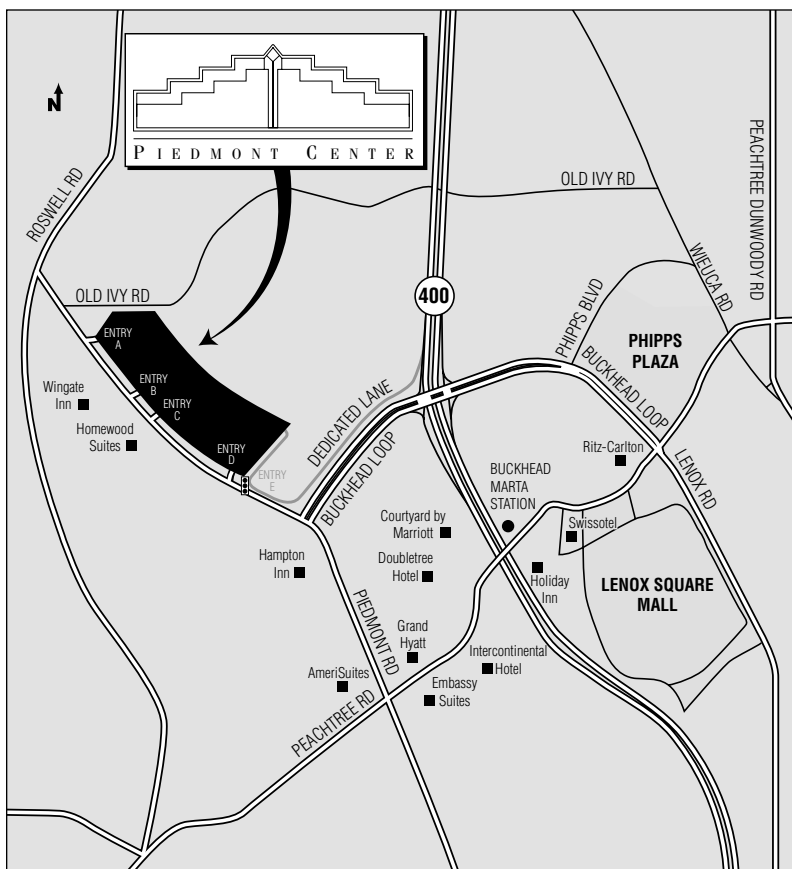 PIEDMONT CENTER
N
ROSWELL RD
OLD IVY RD
PEACHTREE DUNWOODY RD
WIEUCA RD
400
OLD IVY RD
PHIPPS BLVD
PHIPPS
PLAZA
BUCKHEAD LOOP
ENTRY
A
ENTRY
B
ENTRY
C
ENTRY
D
ENTRY
E
Wingate
Inn
Homewood
Suites
DEDICATED LANE
BUCKHEAD LOOP
Ritz-Carlton
LENOX RD
BUCKHEAD
MARTA
STATION
Courtyard by
Marriott
Swissotel
Hampton
Inn
Doubletree
Hotel
Holiday
Inn
LENOX SQUARE
MALL
PIEDMONT RD
Grand
Hyatt
Intercontinental
Hotel
AmeriSuites
Embassy
Suites
PEACHTREE RD